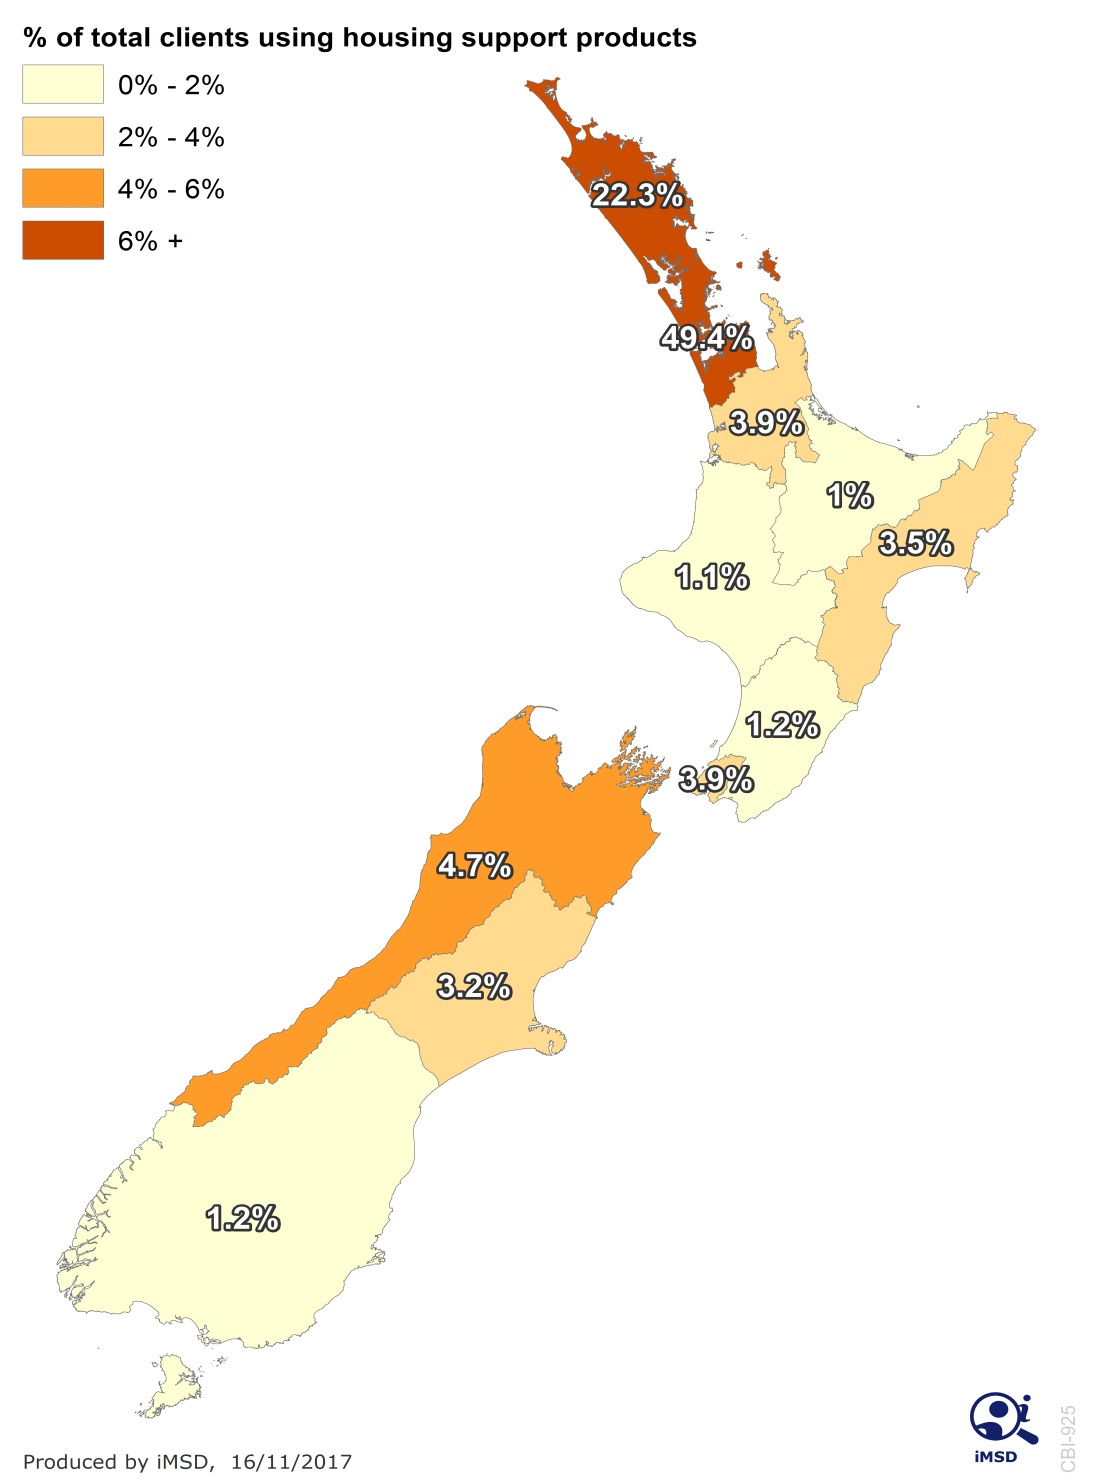 % of total clients using housing support products
0% - 2%
2% - 4%
4% - 6%
6% +
22.3%
49.4%
3.9%
1%
3.5%
1.1%
1.2%
3.9%
4.7%
3.2%
1.2%
Produced by iMSD, 16/11/2017
i
iMSD
CBI-925